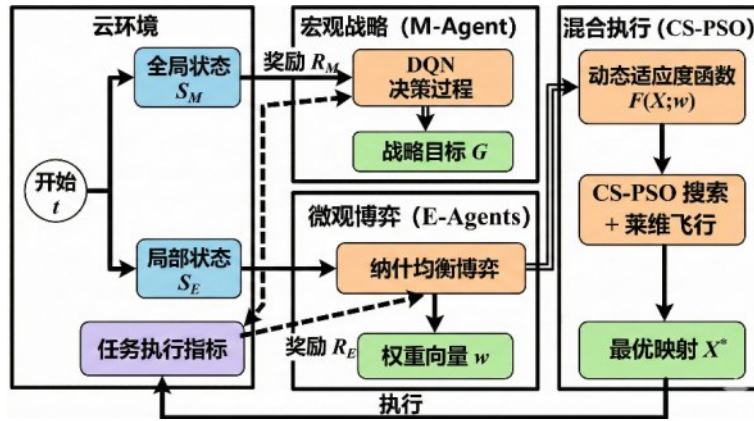 云环境
全局状态
S_M
开始
t
局部状态
S_E
任务执行指标
奖励 R_M
宏观战略（M-Agent）
DQN
决策过程
战略目标 G
微观博弈（E-Agents）
纳什均衡博弈
奖励 R_E
权重向量 w
混合执行(CS-PSO)
动态适应度函数
F(X;w)
CS-PSO 搜索
+ 莱维飞行
最优映射 X*
执行